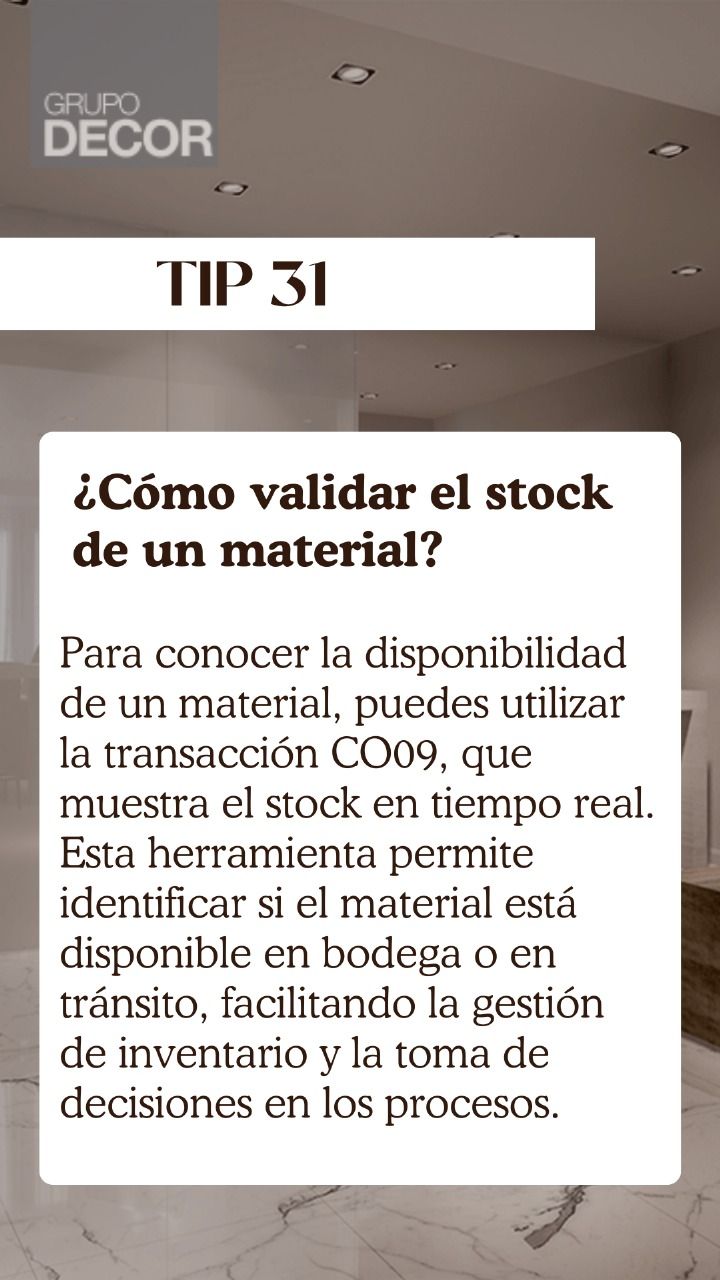 GRUPO
DECOR
TIP 31
¿Cómo validar el stock
de un material?
Para conocer la disponibilidad
de un material, puedes utilizar
la transacción CO09, que
muestra el stock en tiempo real.
Esta herramienta permite
identificar si el material está
disponible en bodega o en
tránsito, facilitando la gestión
de inventario y la toma de
decisiones en los procesos.